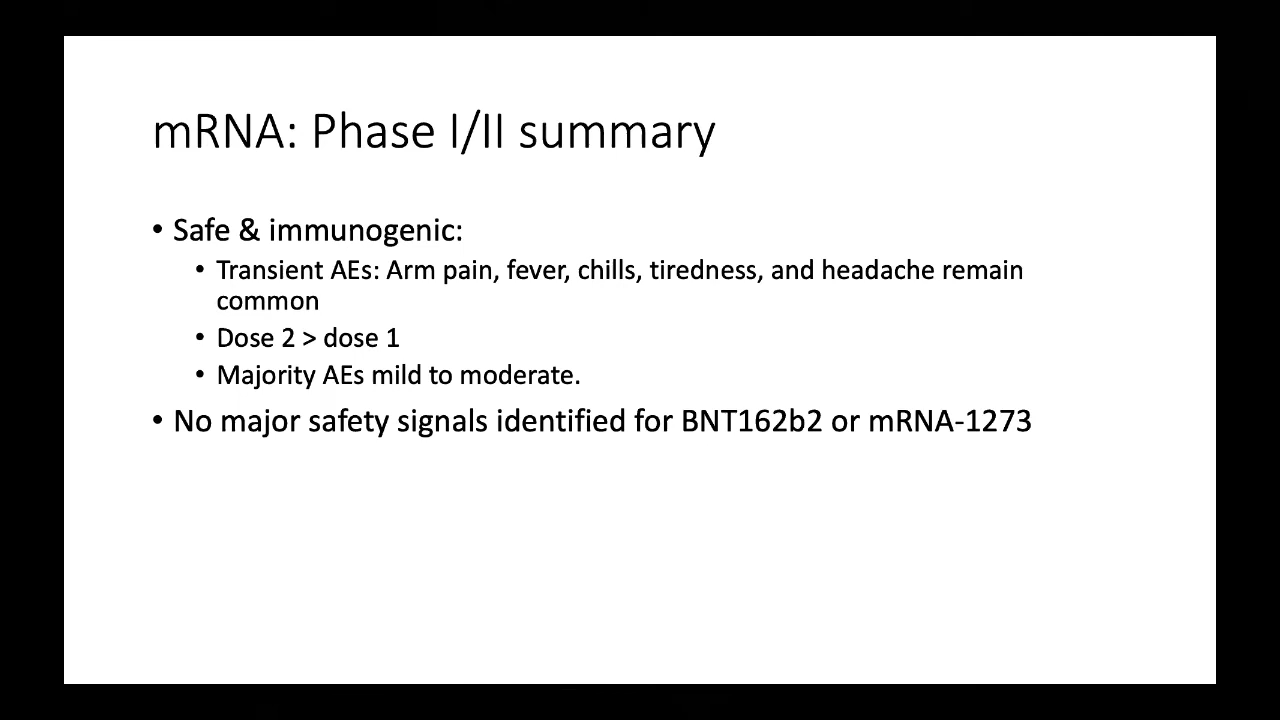 mRNA: Phase I/II summary
• Safe & immunogenic:
• Transient AEs: Arm pain, fever, chills, tiredness, and headache remain
common
• Dose 2 > dose 1
• Majority AEs mild to moderate.
• No major safety signals identified for BNT162b2 or mRNA-1273